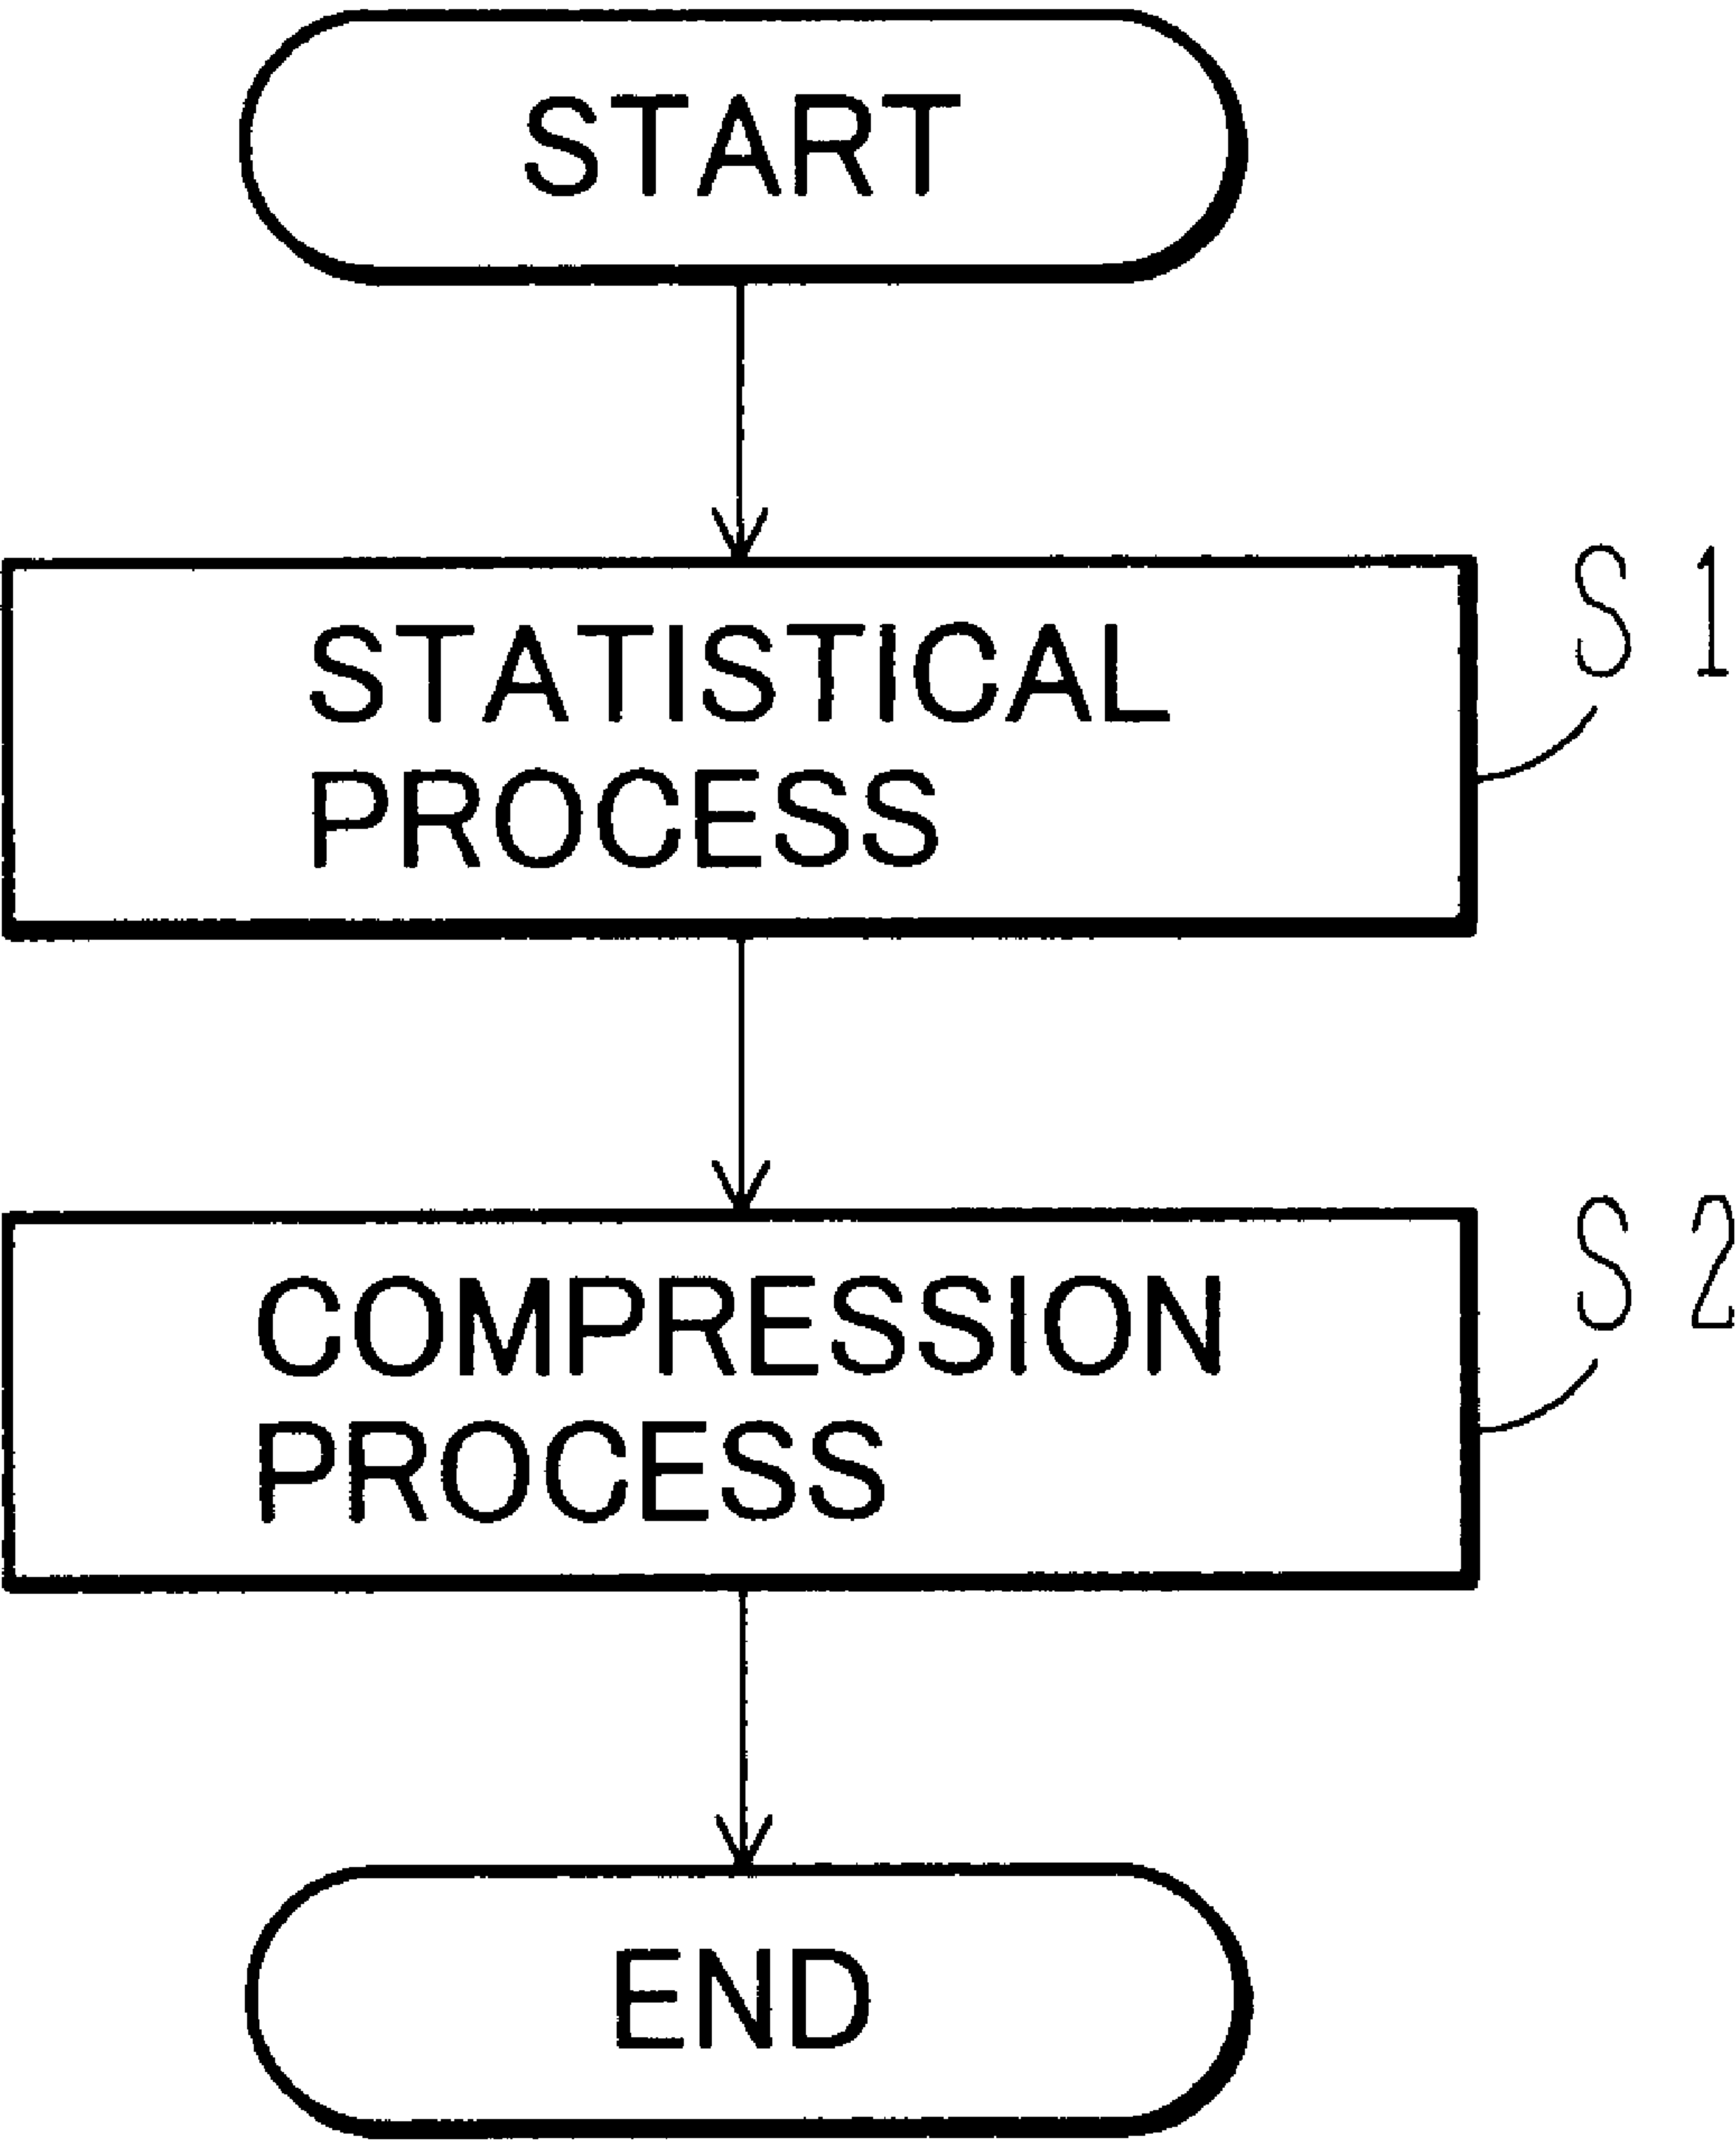 START
S 1
STATISTICAL
PROCESS
S 2
COMPRESSION
PROCESS
END